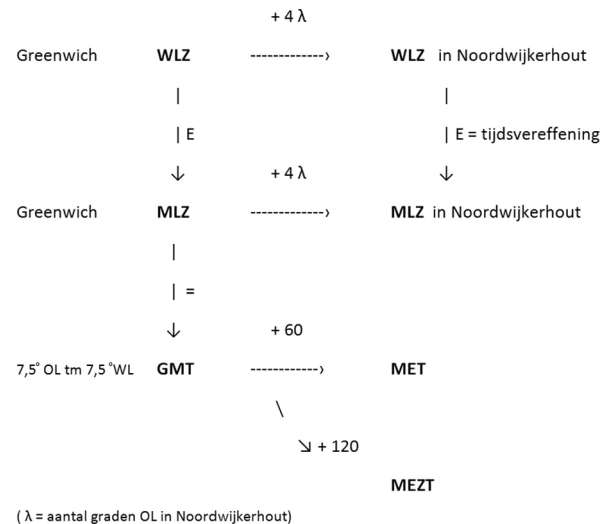 + 4 λ
Greenwich WLZ -------------› WLZ in Noordwijkerhout
| |
| E | E = tijdsvereffening
↓ + 4 λ ↓
Greenwich MLZ -------------› MLZ in Noordwijkerhout
|
| =
↓ + 60
7,5° OL tm 7,5 °WL GMT ------------› MET
\
↘ + 120
MEZT
( λ = aantal graden OL in Noordwijkerhout)